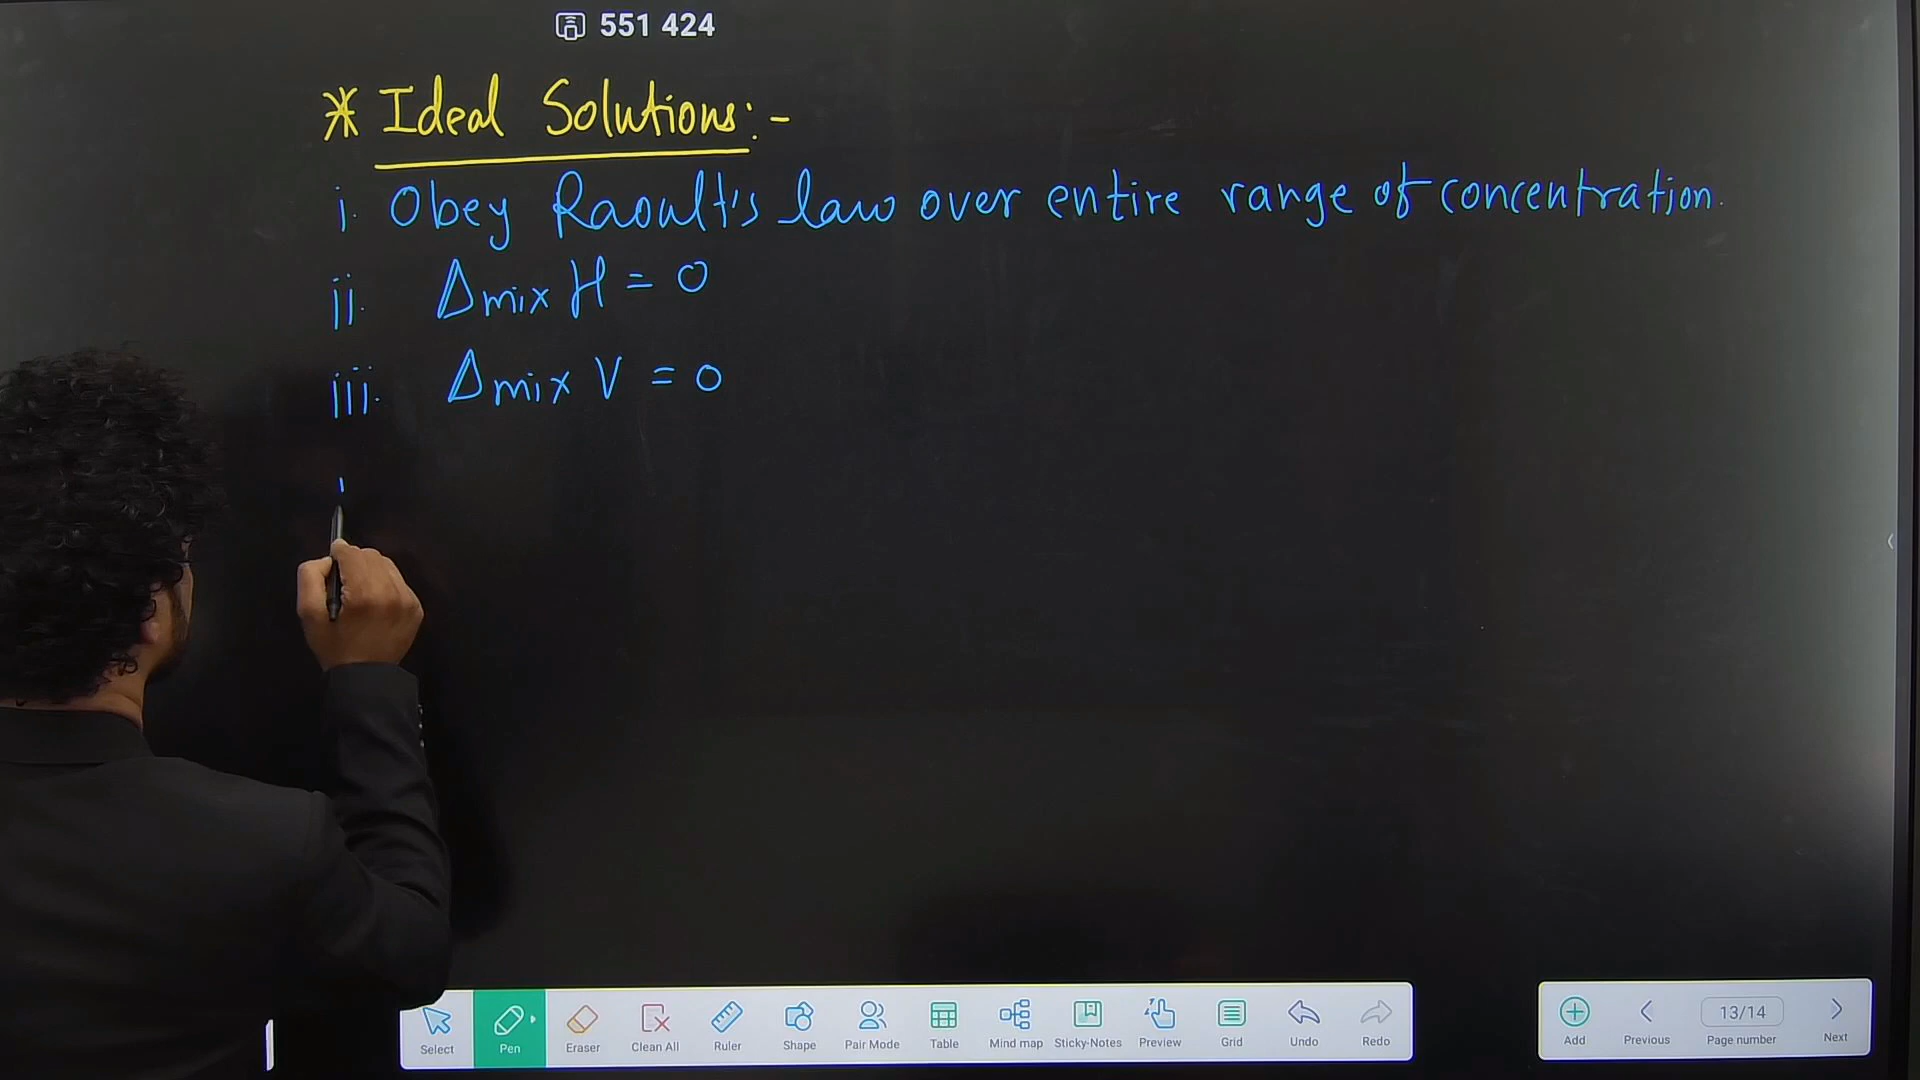 551 424
* Ideal Solutions:-
i. Obey Raoult's law over entire range of concentration.
ii. Δmix H = 0
iii. Δmix V = 0
Select Pen Eraser Clean All Ruler Shape Pair Mode Table Mind map Sticky-Notes Preview Grid Undo Redo
Add Previous 13/14 Page number Next